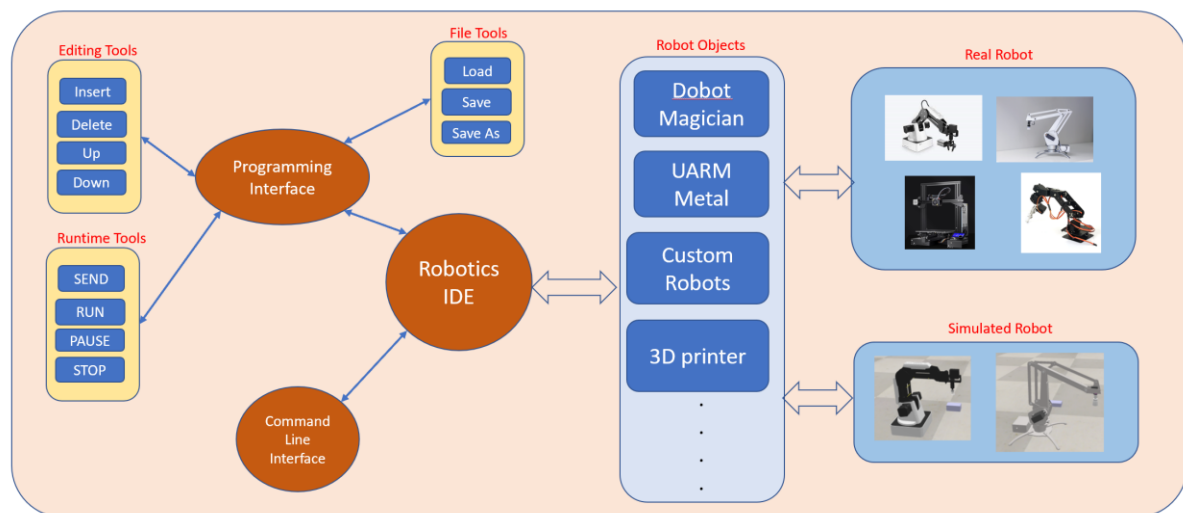 Editing Tools
Insert
Delete
Up
Down
File Tools
Load
Save
Save As
Programming
Interface
Runtime Tools
SEND
RUN
PAUSE
STOP
Robotics
IDE
Command
Line
Interface
Robot Objects
Dobot
Magician
UARM
Metal
Custom
Robots
3D printer
.
.
.
.
Real Robot
Simulated Robot